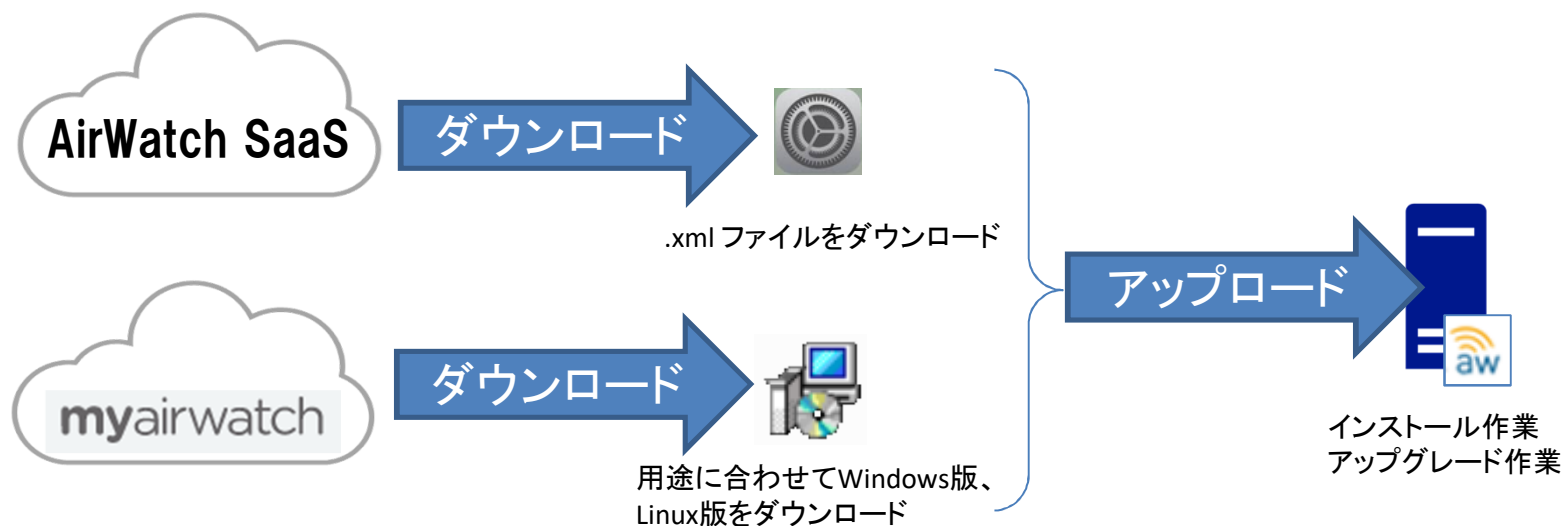 AirWatch SaaS
ダウンロード
.xml ファイルをダウンロード
myairwatch
ダウンロード
用途に合わせてWindows版、
Linux版をダウンロード
アップロード
aw
インストール作業
アップグレード作業